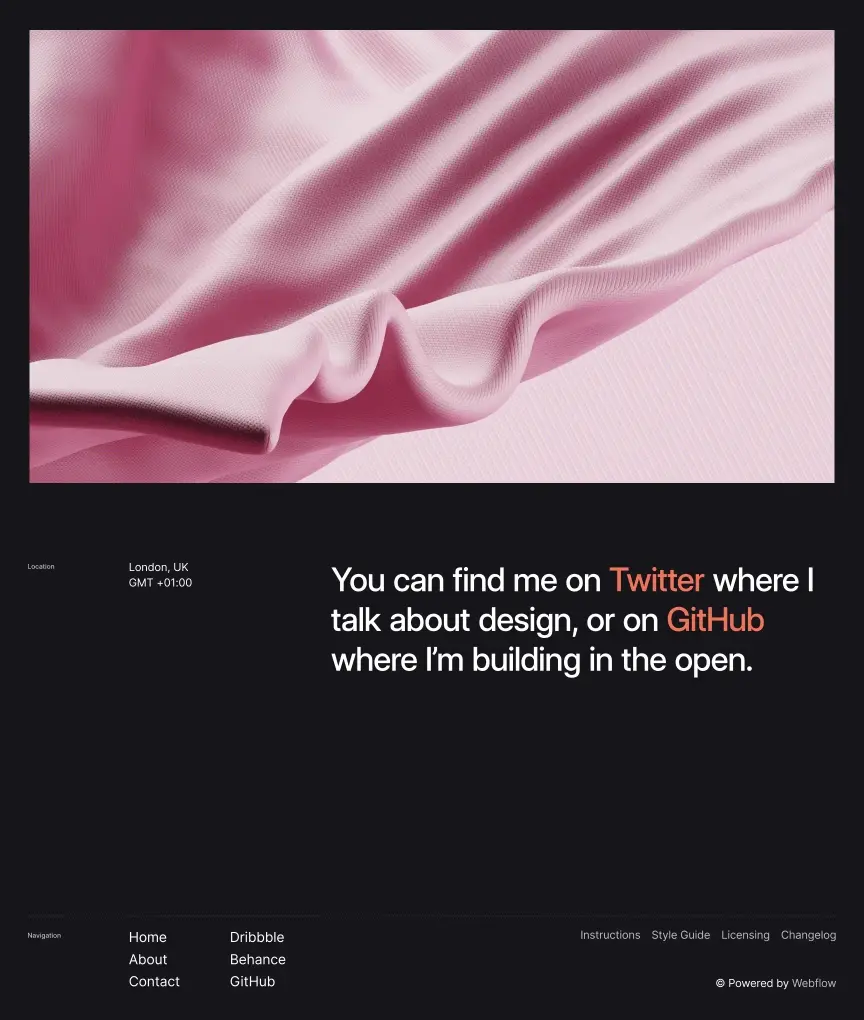 Location
London, UK
GMT +01:00
You can find me on Twitter where I
talk about design, or on GitHub
where I’m building in the open.
Navigation
Home
About
Contact
Dribbble
Behance
GitHub
Instructions Style Guide Licensing Changelog
© Powered by Webflow